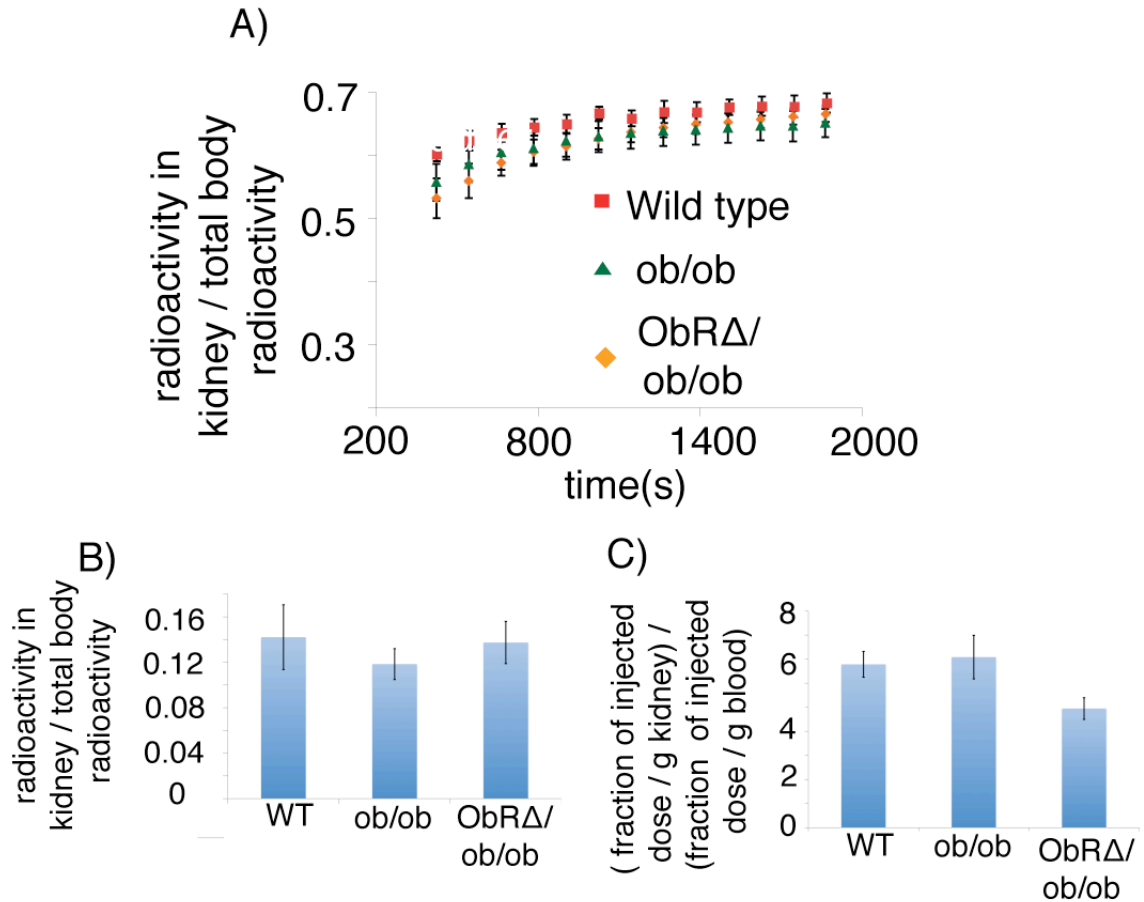 A)
radioactivity in
kidney / total body
radioactivity
0.7
0.5
0.3
Wild type
ob/ob
ObRΔ/
ob/ob
200
800
1400
2000
time(s)
B)
radioactivity in
kidney / total body
radioactivity
0.16
0.12
0.08
0.04
0
WT
ob/ob
ObRΔ/
ob/ob
C)
( fraction of injected
dose / g kidney) /
(fraction of injected
dose / g blood)
8
6
4
2
0
WT
ob/ob
ObRΔ/
ob/ob